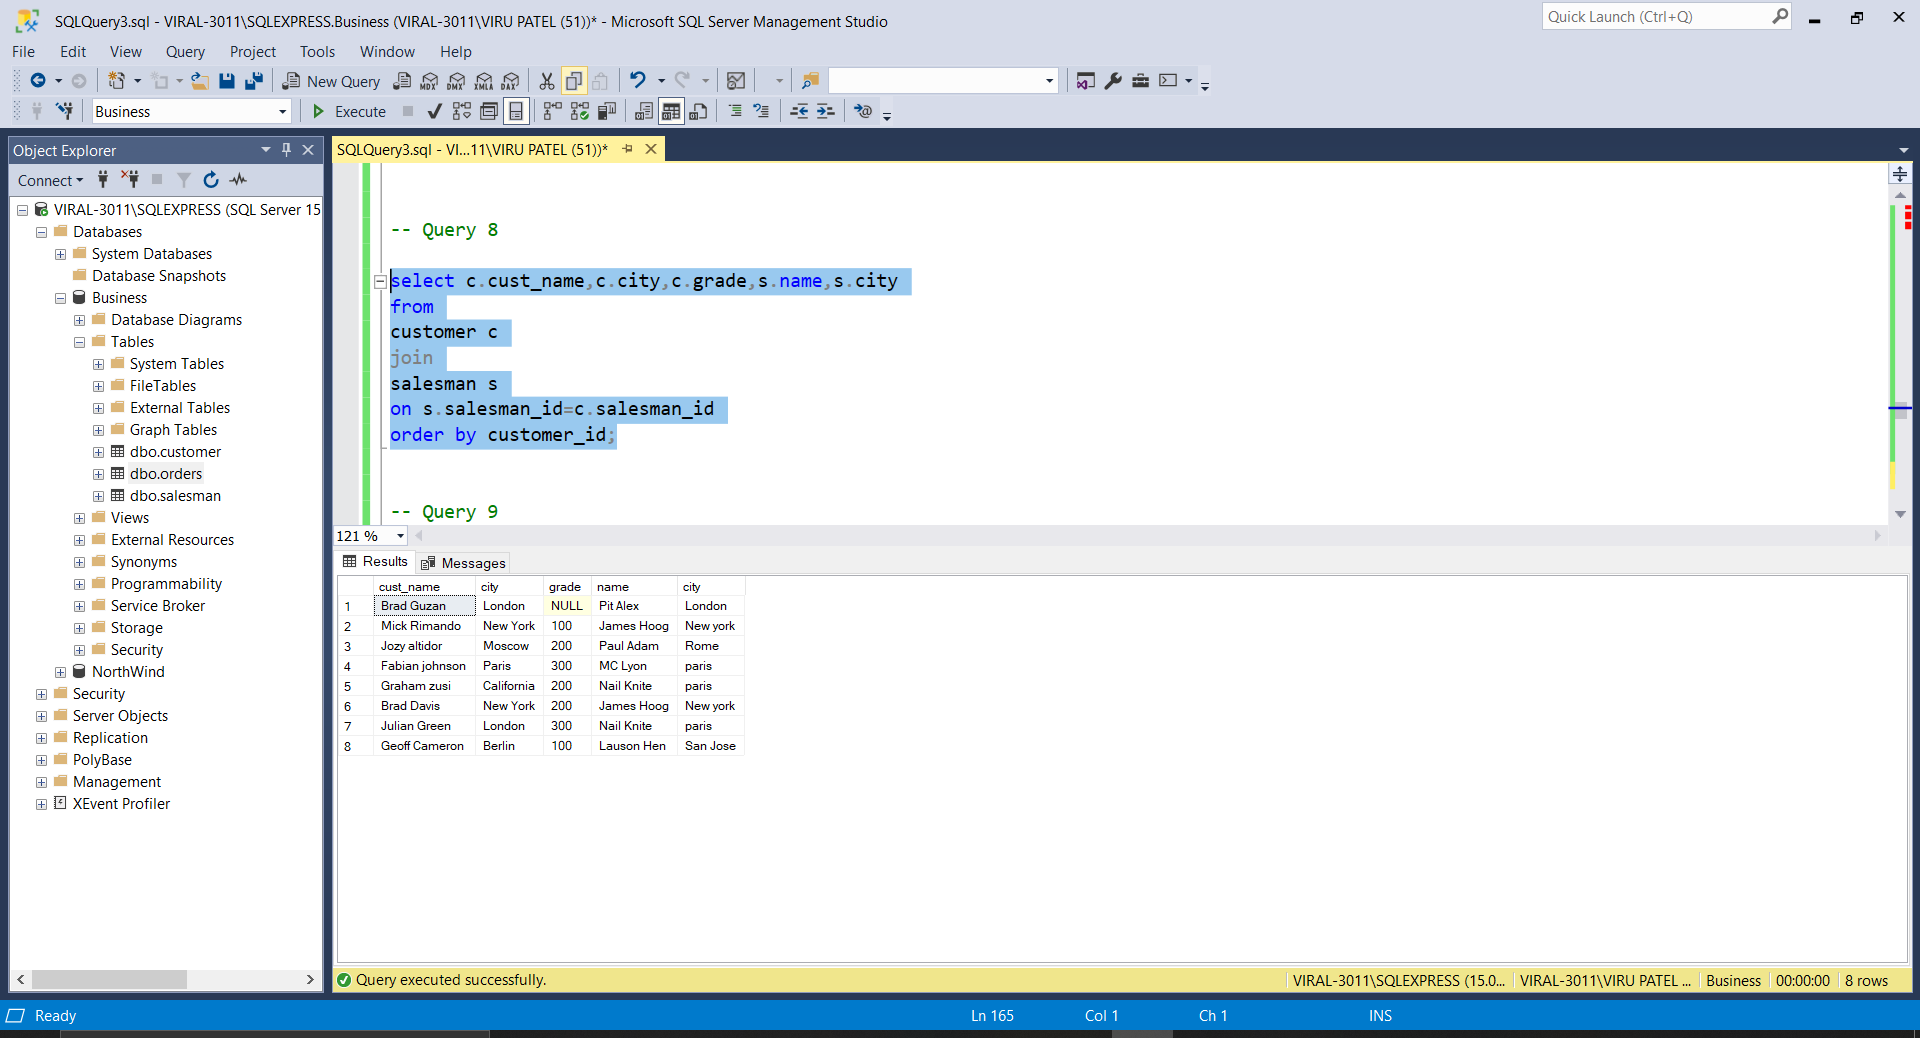 SQLQuery3.sql - VIRAL-3011\SQLEXPRESS.Business (VIRAL-3011\VIRU PATEL (51))* - Microsoft SQL Server Management Studio
Quick Launch (Ctrl+Q)
File Edit View Query Project Tools Window Help
New Query MDX DMX XMLA DAX
Business Execute
Object Explorer
Connect
VIRAL-3011\SQLEXPRESS (SQL Server 15
Databases
System Databases
Database Snapshots
Business
Database Diagrams
Tables
System Tables
FileTables
External Tables
Graph Tables
dbo.customer
dbo.orders
dbo.salesman
Views
External Resources
Synonyms
Programmability
Service Broker
Storage
Security
NorthWind
Security
Server Objects
Replication
PolyBase
Management
XEvent Profiler
SQLQuery3.sql - VI...11\VIRU PATEL (51))*
-- Query 8
select c.cust_name,c.city,c.grade,s.name,s.city
from
customer c
join
salesman s
on s.salesman_id=c.salesman_id
order by customer_id;
-- Query 9
121 %
Results Messages
cust_name city grade name city
1 Brad Guzan London NULL Pit Alex London
2 Mick Rimando New York 100 James Hoog New york
3 Jozy altidor Moscow 200 Paul Adam Rome
4 Fabian johnson Paris 300 MC Lyon paris
5 Graham zusi California 200 Nail Knite paris
6 Brad Davis New York 200 James Hoog New york
7 Julian Green London 300 Nail Knite paris
8 Geoff Cameron Berlin 100 Lauson Hen San Jose
Query executed successfully. VIRAL-3011\SQLEXPRESS (15.0... VIRAL-3011\VIRU PATEL ... Business 00:00:00 8 rows
Ready Ln 165 Col 1 Ch 1 INS